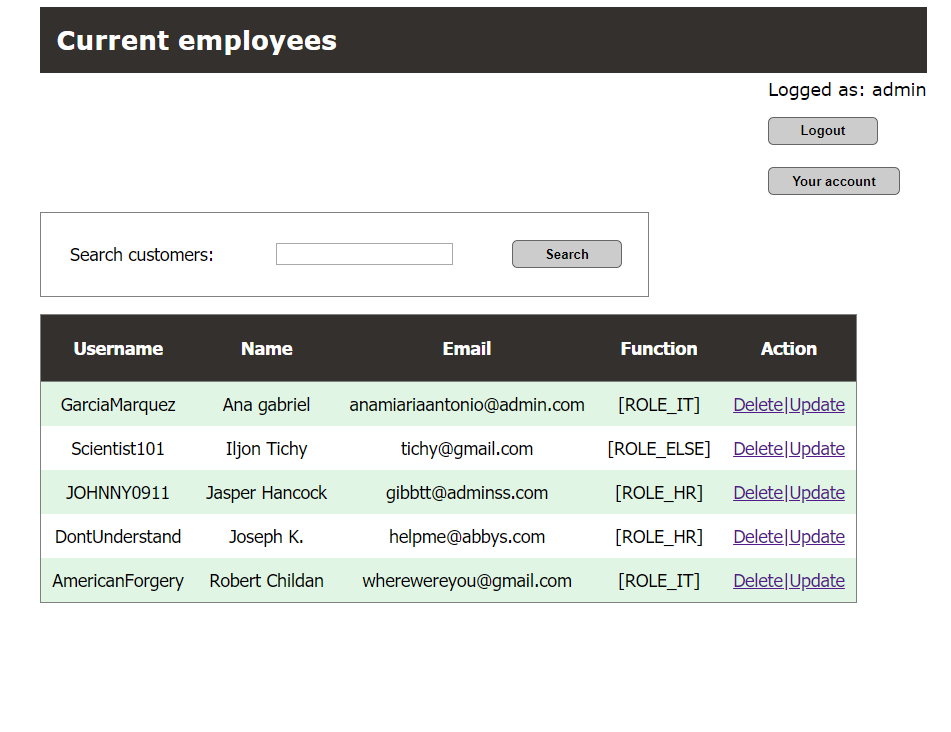 Current employees
Logged as: admin
Logout
Your account
Search customers: Search
Username Name Email Function Action
GarciaMarquez Ana gabriel anamiariaantonio@admin.com [ROLE_IT] Delete|Update
Scientist101 Iljon Tichy tichy@gmail.com [ROLE_ELSE] Delete|Update
JOHNNY0911 Jasper Hancock gibbtt@adminss.com [ROLE_HR] Delete|Update
DontUnderstand Joseph K. helpme@abbys.com [ROLE_HR] Delete|Update
AmericanForgery Robert Childan wherewereyou@gmail.com [ROLE_IT] Delete|Update